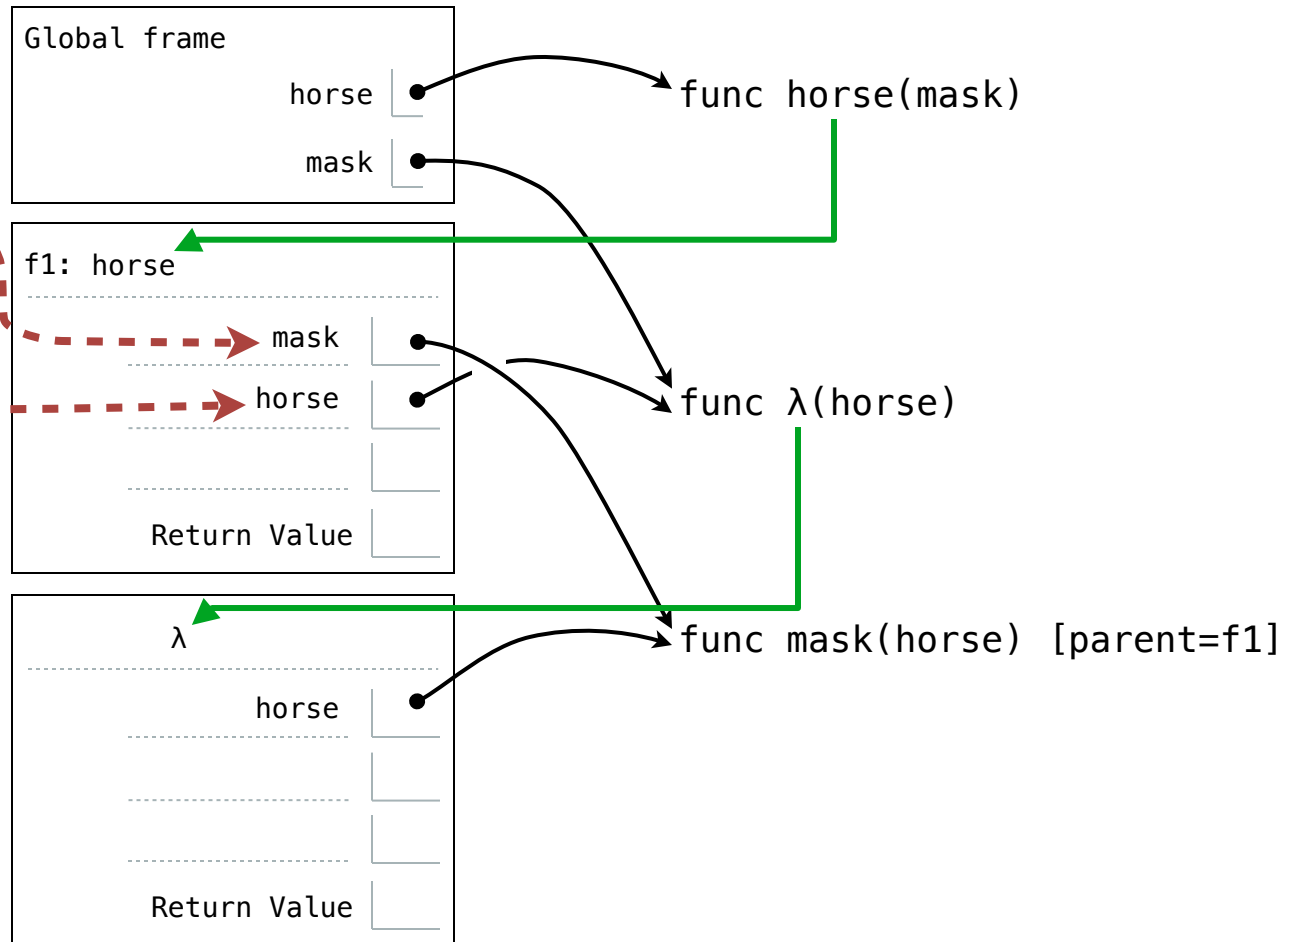 Global frame
horse
func horse(mask)
mask
f1: horse
mask
horse
func λ(horse)
Return Value
λ
func mask(horse) [parent=f1]
horse
Return Value